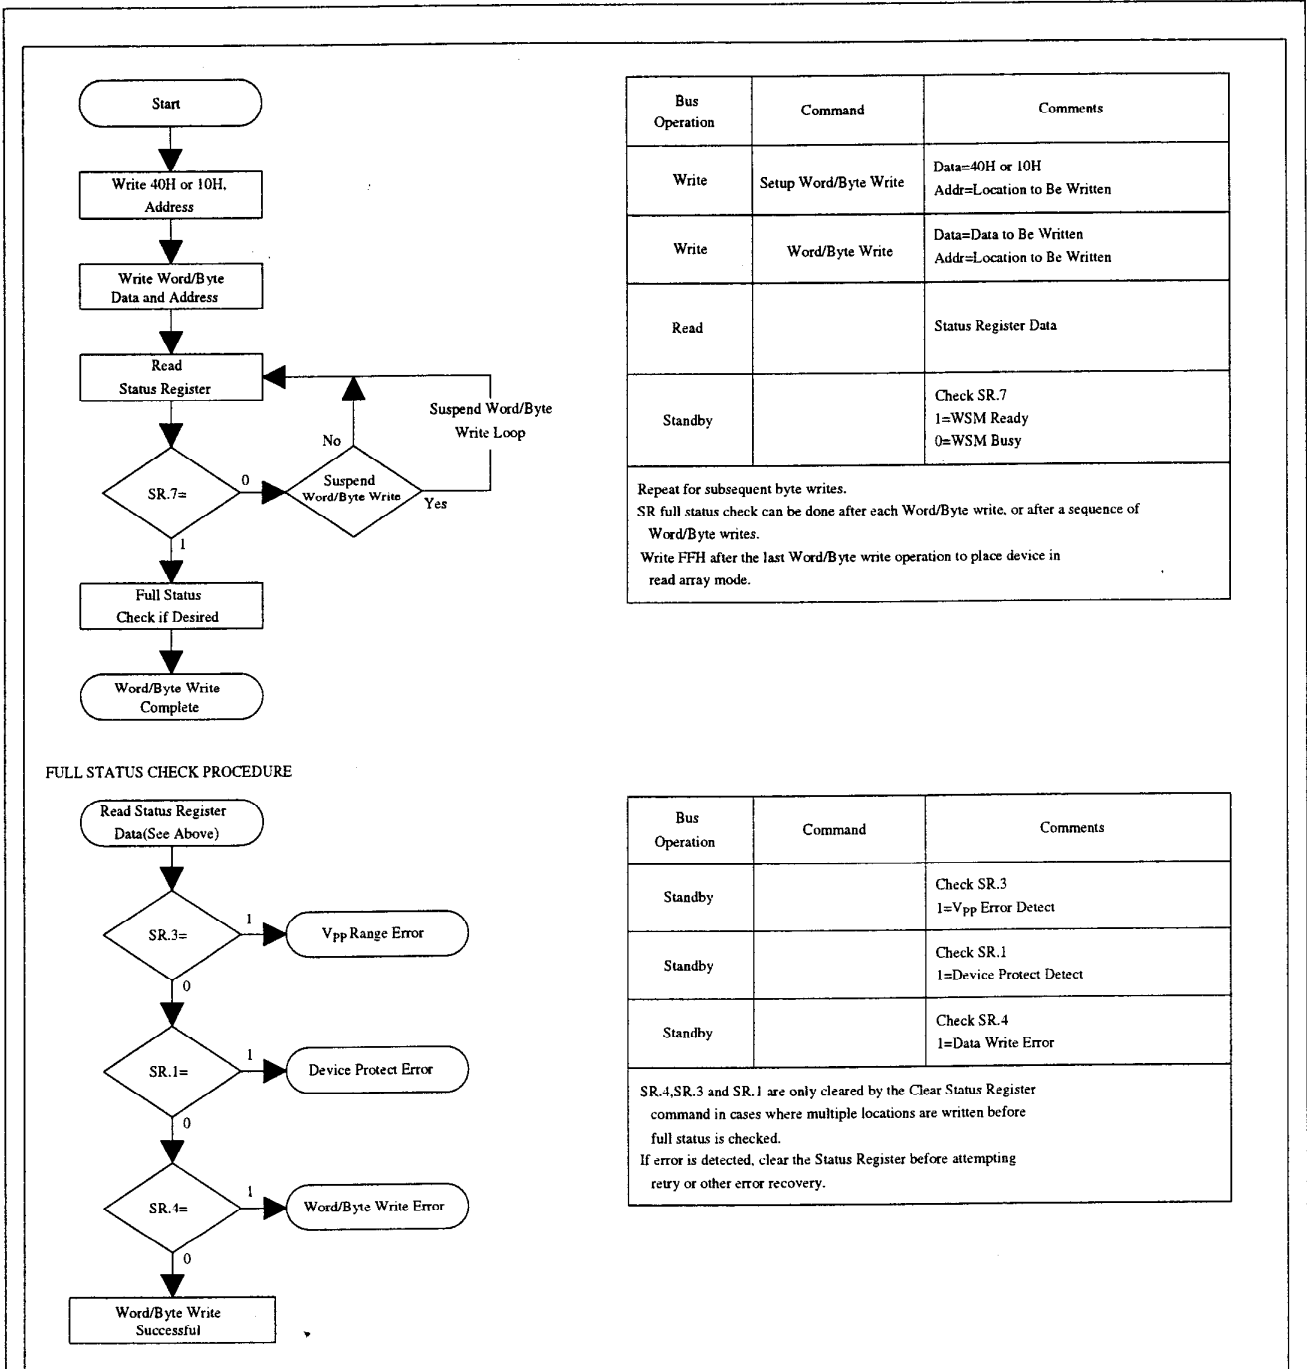 Start
Write 40H or 10H,
Address
Write Word/Byte
Data and Address
Read
Status Register
Suspend Word/Byte
Write Loop
No
SR.7=
0
Suspend
Word/Byte Write
Yes
1
Full Status
Check if Desired
Word/Byte Write
Complete
Bus
Operation
Command
Comments
Write
Setup Word/Byte Write
Data=40H or 10H
Addr=Location to Be Written
Write
Word/Byte Write
Data=Data to Be Written
Addr=Location to Be Written
Read
Status Register Data
Standby
Check SR.7
1=WSM Ready
0=WSM Busy
Repeat for subsequent byte writes.
SR full status check can be done after each Word/Byte write, or after a sequence of
Word/Byte writes.
Write FFH after the last Word/Byte write operation to place device in
read array mode.
FULL STATUS CHECK PROCEDURE
Read Status Register
Data(See Above)
SR.3=
1
VPP Range Error
0
SR.1=
1
Device Protect Error
0
SR.4=
1
Word/Byte Write Error
0
Word/Byte Write
Successful
Bus
Operation
Command
Comments
Standby
Check SR.3
1=VPP Error Detect
Standby
Check SR.1
1=Device Protect Detect
Standby
Check SR.4
1=Data Write Error
SR.4,SR.3 and SR.1 are only cleared by the Clear Status Register
command in cases where multiple locations are written before
full status is checked.
If error is detected, clear the Status Register before attempting
retry or other error recovery.